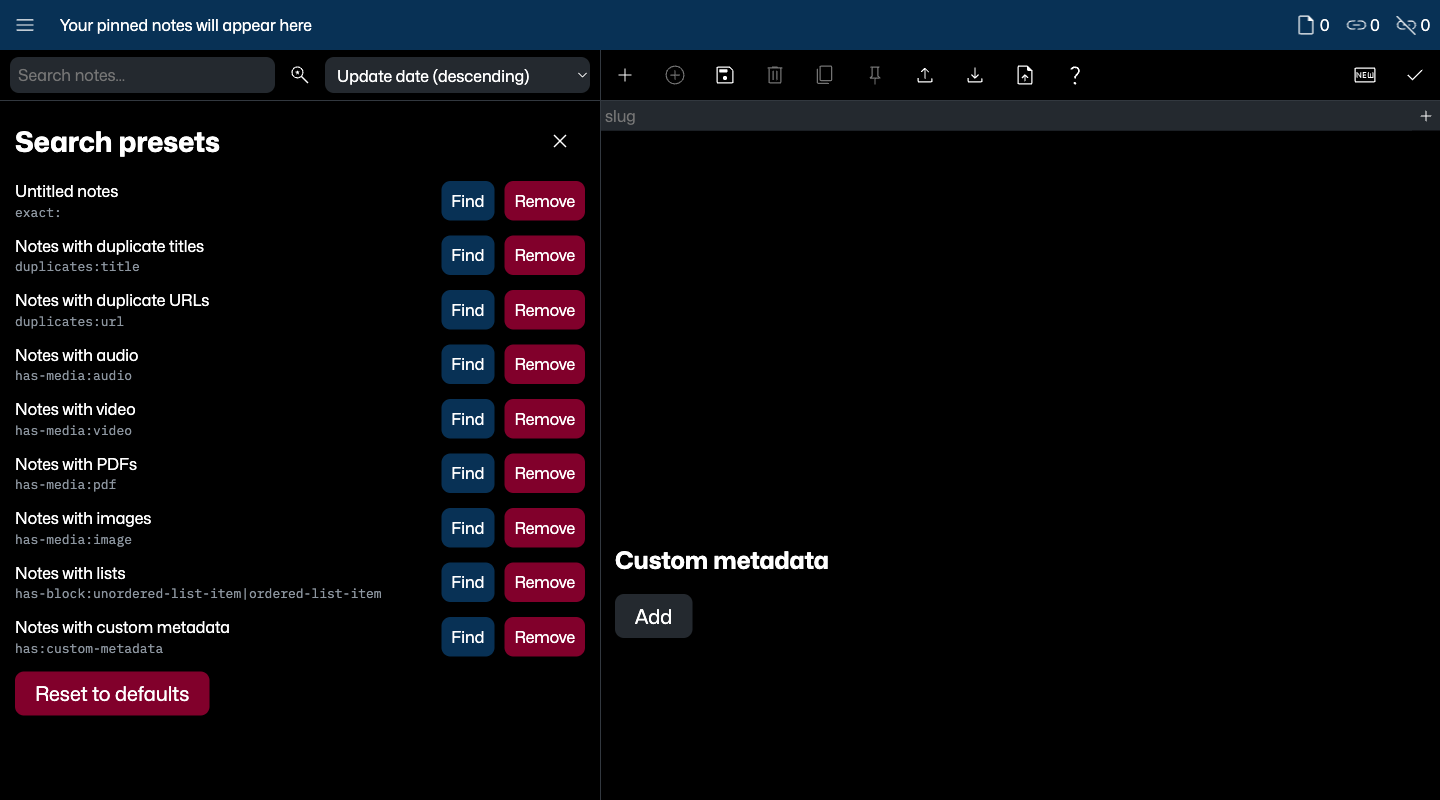 Your pinned notes will appear here
0
0
0
Search notes...
Update date (descending)
?
NEW
slug
Search presets
Untitled notes
exact:
Find
Remove
Notes with duplicate titles
duplicates:title
Find
Remove
Notes with duplicate URLs
duplicates:url
Find
Remove
Notes with audio
has-media:audio
Find
Remove
Notes with video
has-media:video
Find
Remove
Notes with PDFs
has-media:pdf
Find
Remove
Notes with images
has-media:image
Find
Remove
Notes with lists
has-block:unordered-list-item|ordered-list-item
Find
Remove
Notes with custom metadata
has:custom-metadata
Find
Remove
Reset to defaults
Custom metadata
Add